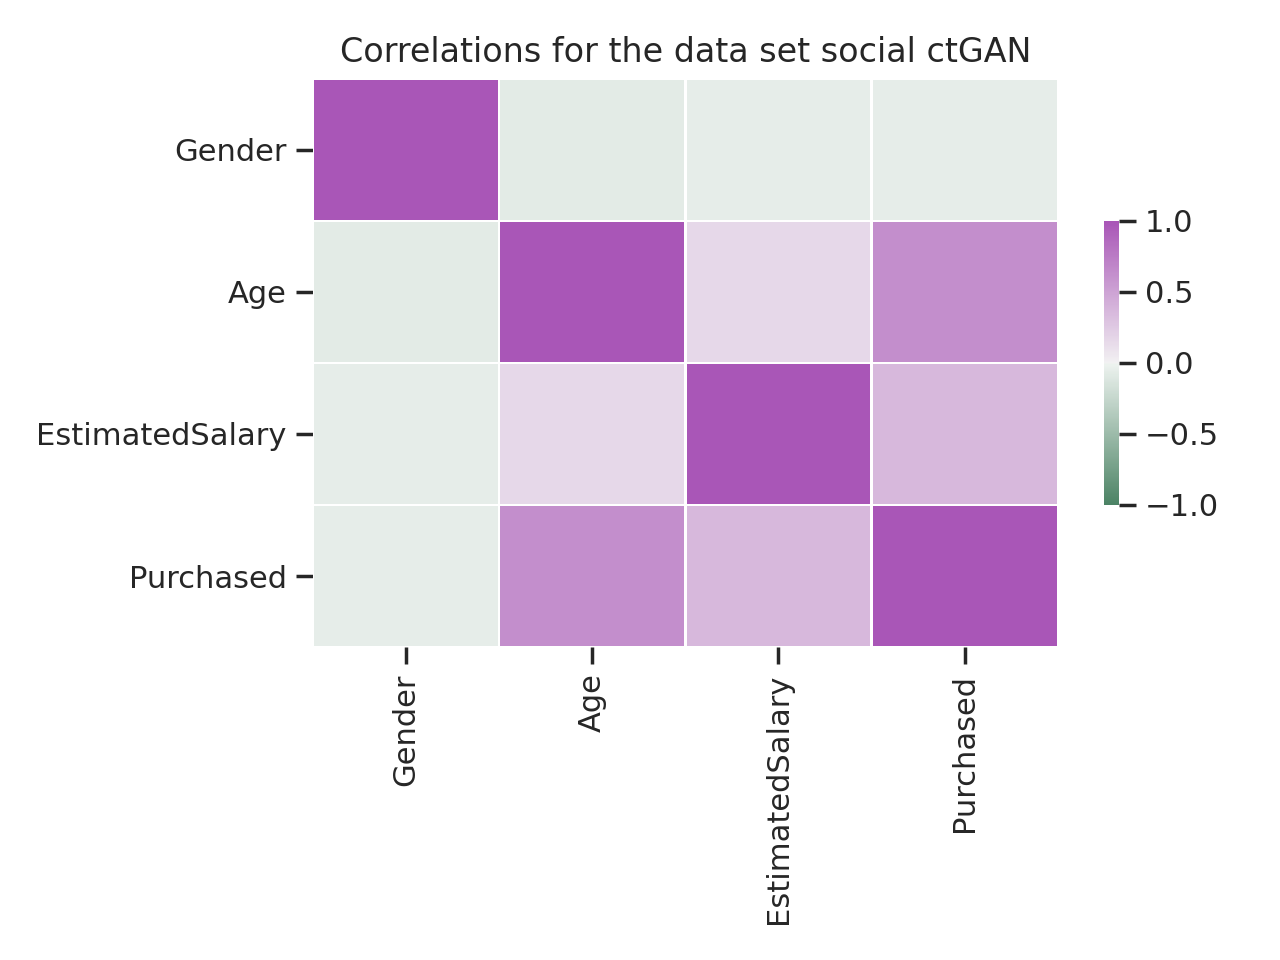 Correlations for the data set social ctGAN
Gender
Age
EstimatedSalary
Purchased
1.0
0.5
0.0
−0.5
−1.0
Gender
Age
EstimatedSalary
Purchased